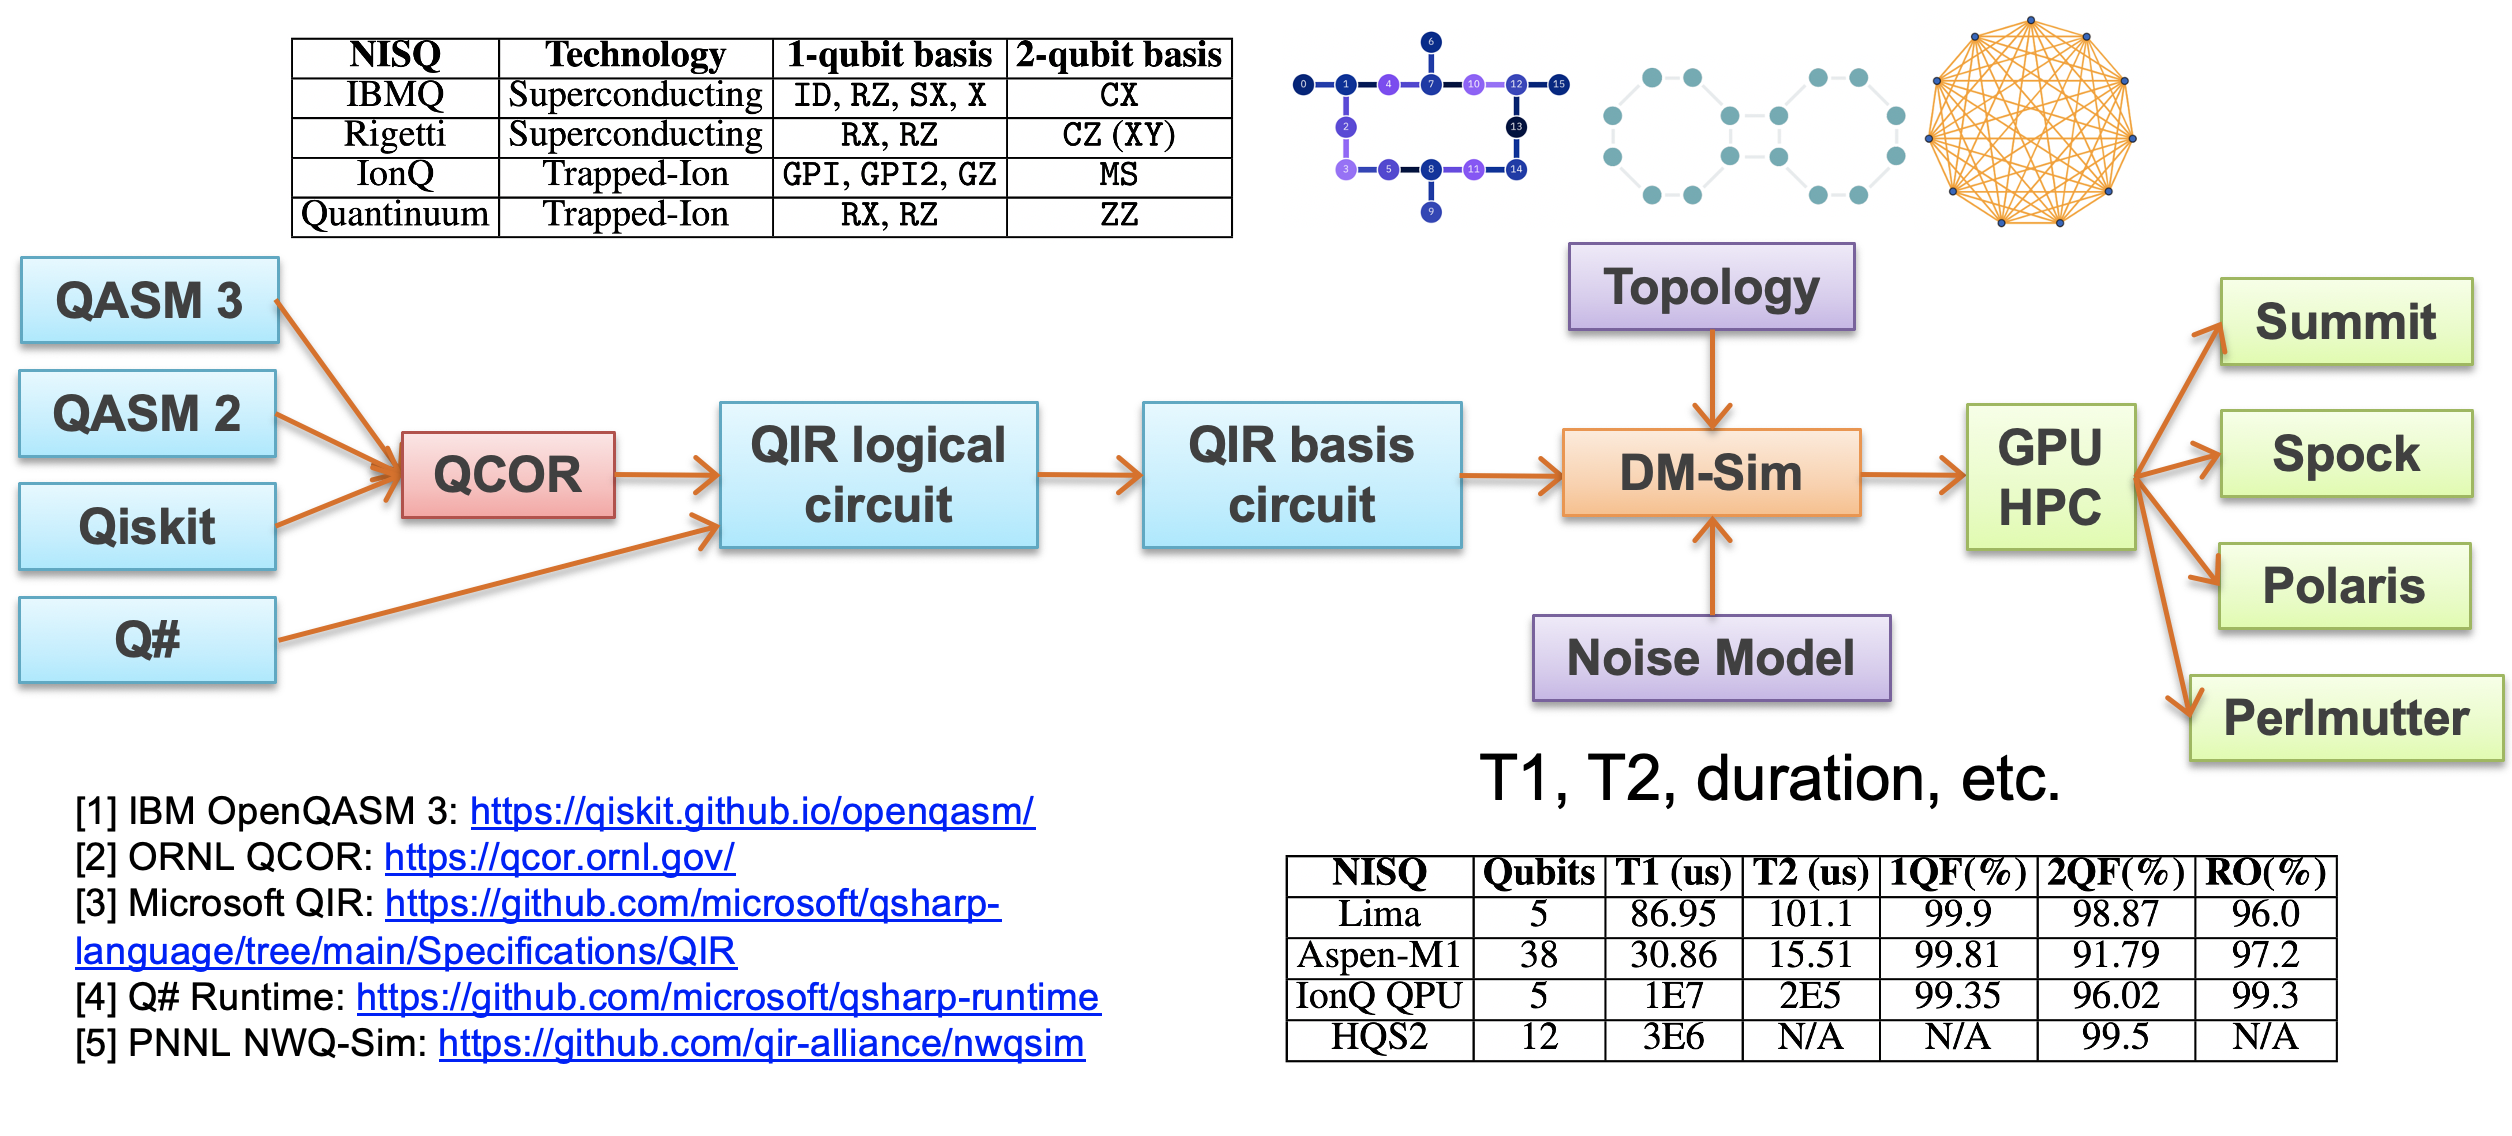 NISQ Technology 1-qubit basis 2-qubit basis
IBMQ Superconducting ID, RZ, SX, X CX
Rigetti Superconducting RX, RZ CZ (XY)
IonQ Trapped-Ion GPI, GPI2, GZ MS
Quantinuum Trapped-Ion RX, RZ ZZ
6
0 1 4 7 10 12 15
2 13
3 5 8 11 14
9
QASM 3
QASM 2
Qiskit
Q#
QCOR
QIR logical
circuit
QIR basis
circuit
Topology
DM-Sim
Noise Model
T1, T2, duration, etc.
GPU
HPC
Summit
Spock
Polaris
Perlmutter
[1] IBM OpenQASM 3: https://qiskit.github.io/openqasm/
[2] ORNL QCOR: https://qcor.ornl.gov/
[3] Microsoft QIR: https://github.com/microsoft/qsharp-
language/tree/main/Specifications/QIR
[4] Q# Runtime: https://github.com/microsoft/qsharp-runtime
[5] PNNL NWQ-Sim: https://github.com/qir-alliance/nwqsim
NISQ Qubits T1 (us) T2 (us) 1QF(%) 2QF(%) RO(%)
Lima 5 86.95 101.1 99.9 98.87 96.0
Aspen-M1 38 30.86 15.51 99.81 91.79 97.2
IonQ QPU 5 1E7 2E5 99.35 96.02 99.3
HQS2 12 3E6 N/A N/A 99.5 N/A